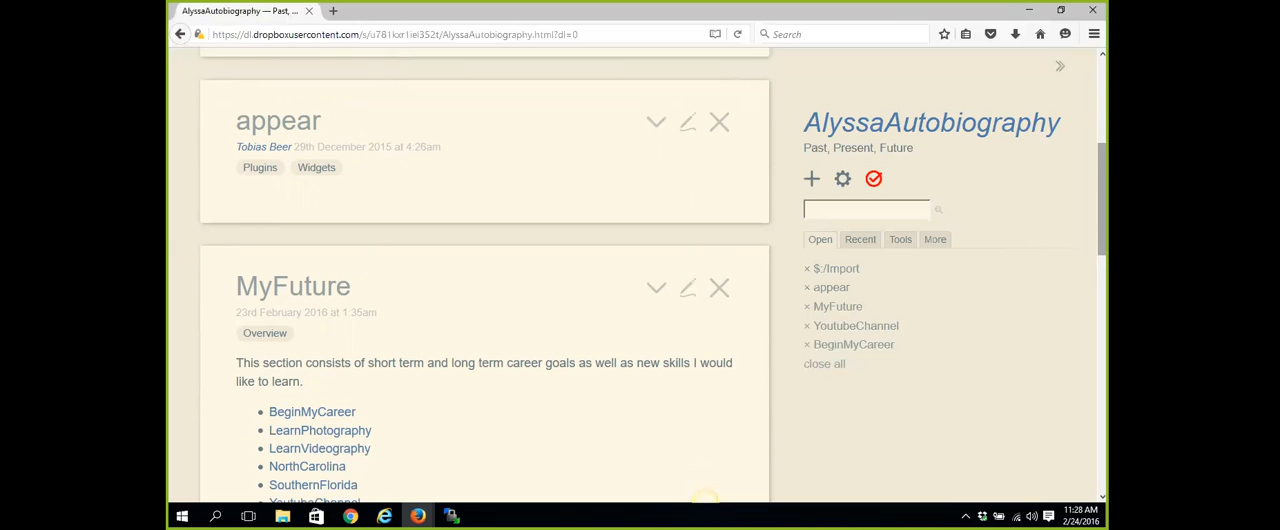 AlyssaAutobiography — Past, ...
https://dl.dropboxusercontent.com/s/u781kxr1iei352t/AlyssaAutobiography.html?dl=0
Search
appear
Tobias Beer 29th December 2015 at 4:26am
Plugins Widgets
MyFuture
23rd February 2016 at 1:35am
Overview
This section consists of short term and long term career goals as well as new skills I would
like to learn.
BeginMyCareer
LearnPhotography
LearnVideography
NorthCarolina
SouthernFlorida
YoutubeChannel
AlyssaAutobiography
Past, Present, Future
Open Recent Tools More
× $:/Import
× appear
× MyFuture
× YoutubeChannel
× BeginMyCareer
close all
11:28 AM
2/24/2016